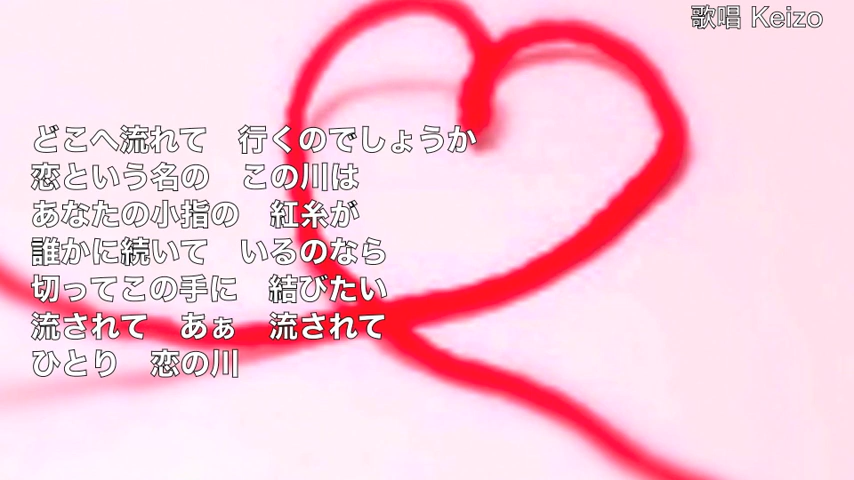 歌唱 Keizo
どこへ流れて　行くのでしょうか
恋という名の　この川は
あなたの小指の　紅糸が
誰かに続いて　いるのなら
切ってこの手に　結びたい
流されて　あぁ　流されて
ひとり　恋の川